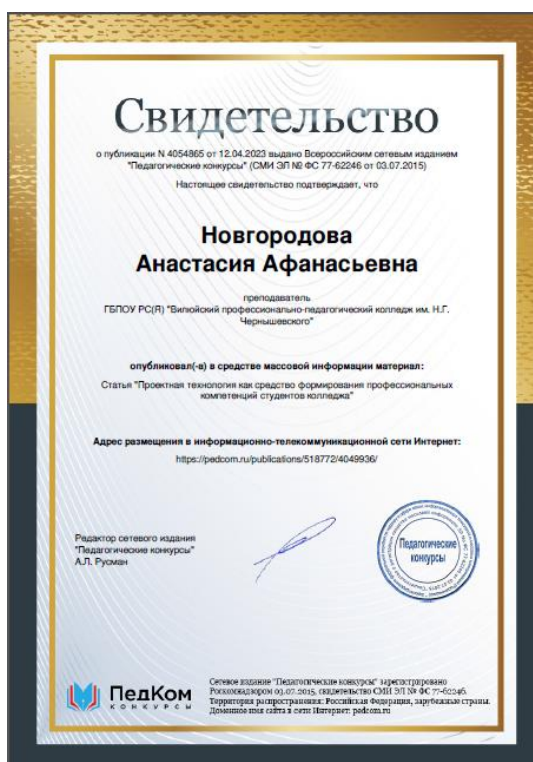 Свидетельство
о публикации N 4054865 от 12.04.2023 выдано Всероссийским сетевым изданием
"Педагогические конкурсы" (СМИ ЭЛ № ФС 77-62246 от 03.07.2015)
Настоящее свидетельство подтверждает, что
Новгородова
Анастасия Афанасьевна
преподаватель
ГБПОУ РС(Я) "Вилюйский профессионально-педагогический колледж им. Н.Г.
Чернышевского"
опубликовал(-а) в средстве массовой информации материал:
Статья "Проектная технология как средство формирования профессиональных
компетенций студентов колледжа"
Адрес размещения в информационно-телекоммуникационной сети Интернет:
https://pedcom.ru/publications/518772/4049936/
Редактор сетевого издания
"Педагогические конкурсы"
А.Л. Русман
Педагогические
конкурсы
ПедКом
КОНКУРСЫ
Сетевое издание "Педагогические конкурсы" зарегистрировано
Роскомнадзором 03.07.2015, свидетельство СМИ ЭЛ № ФС 77-62246.
Территория распространения: Российская Федерация, зарубежные страны.
Доменное имя сайта в сети Интернет: pedcom.ru